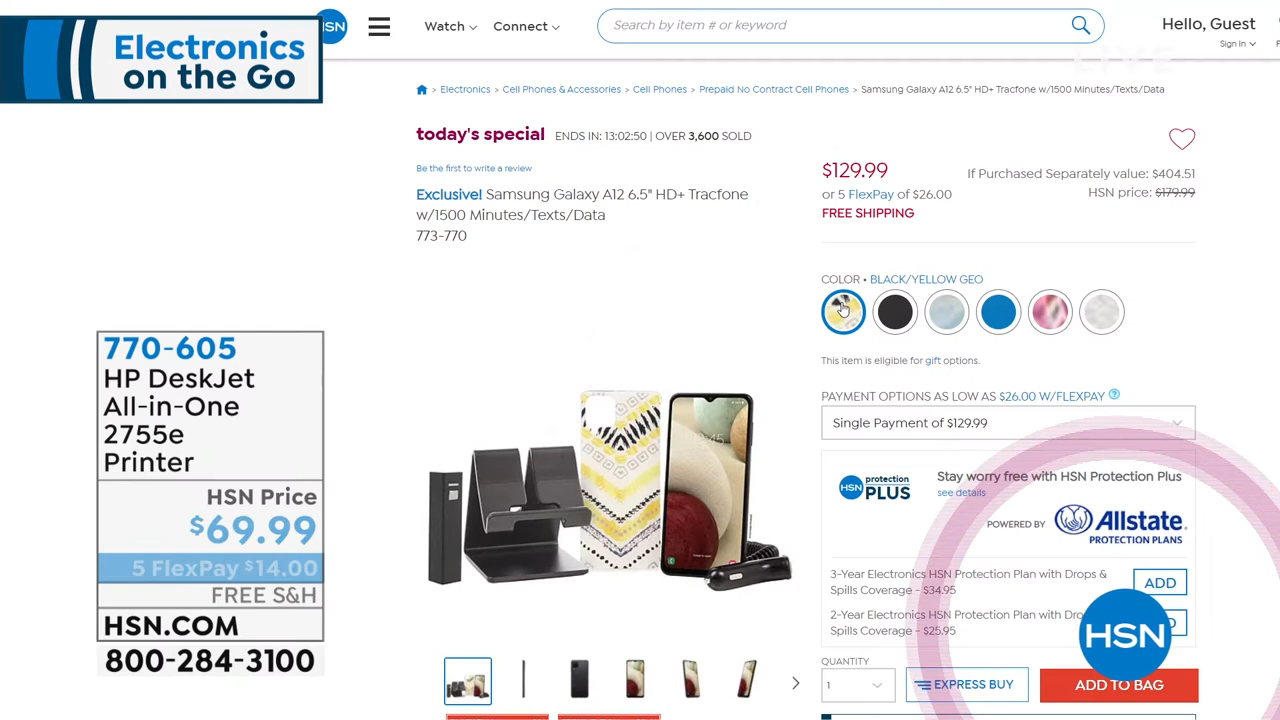 Electronics
on the Go
HSN
Watch
Connect
Search by item # or keyword
Hello, Guest
Sign In
LIVE
Electronics > Cell Phones & Accessories > Cell Phones > Prepaid No Contract Cell Phones > Samsung Galaxy A12 6.5" HD+ Tracfone w/1500 Minutes/Texts/Data
today's special ENDS IN: 13:02:50 | OVER 3,600 SOLD
Be the first to write a review
Exclusive! Samsung Galaxy A12 6.5" HD+ Tracfone
w/1500 Minutes/Texts/Data
773-770
$129.99
If Purchased Separately value: $404.51
or 5 FlexPay of $26.00
HSN price: $179.99
FREE SHIPPING
COLOR • BLACK/YELLOW GEO
This item is eligible for gift options.
PAYMENT OPTIONS AS LOW AS $26.00 W/FLEXPAY ?
Single Payment of $129.99
HSN protection PLUS
Stay worry free with HSN Protection Plus
see details
POWERED BY Allstate
PROTECTION PLANS
3-Year Electronics HSN Protection Plan with Drops &
Spills Coverage - $34.95
ADD
2-Year Electronics HSN Protection Plan with
Spills Coverage - $25.95
HSN
QUANTITY
1
EXPRESS BUY
ADD TO BAG
770-605
HP DeskJet
All-in-One
2755e
Printer
HSN Price
$69.99
5 FlexPay $14.00
FREE S&H
HSN.COM
800-284-3100